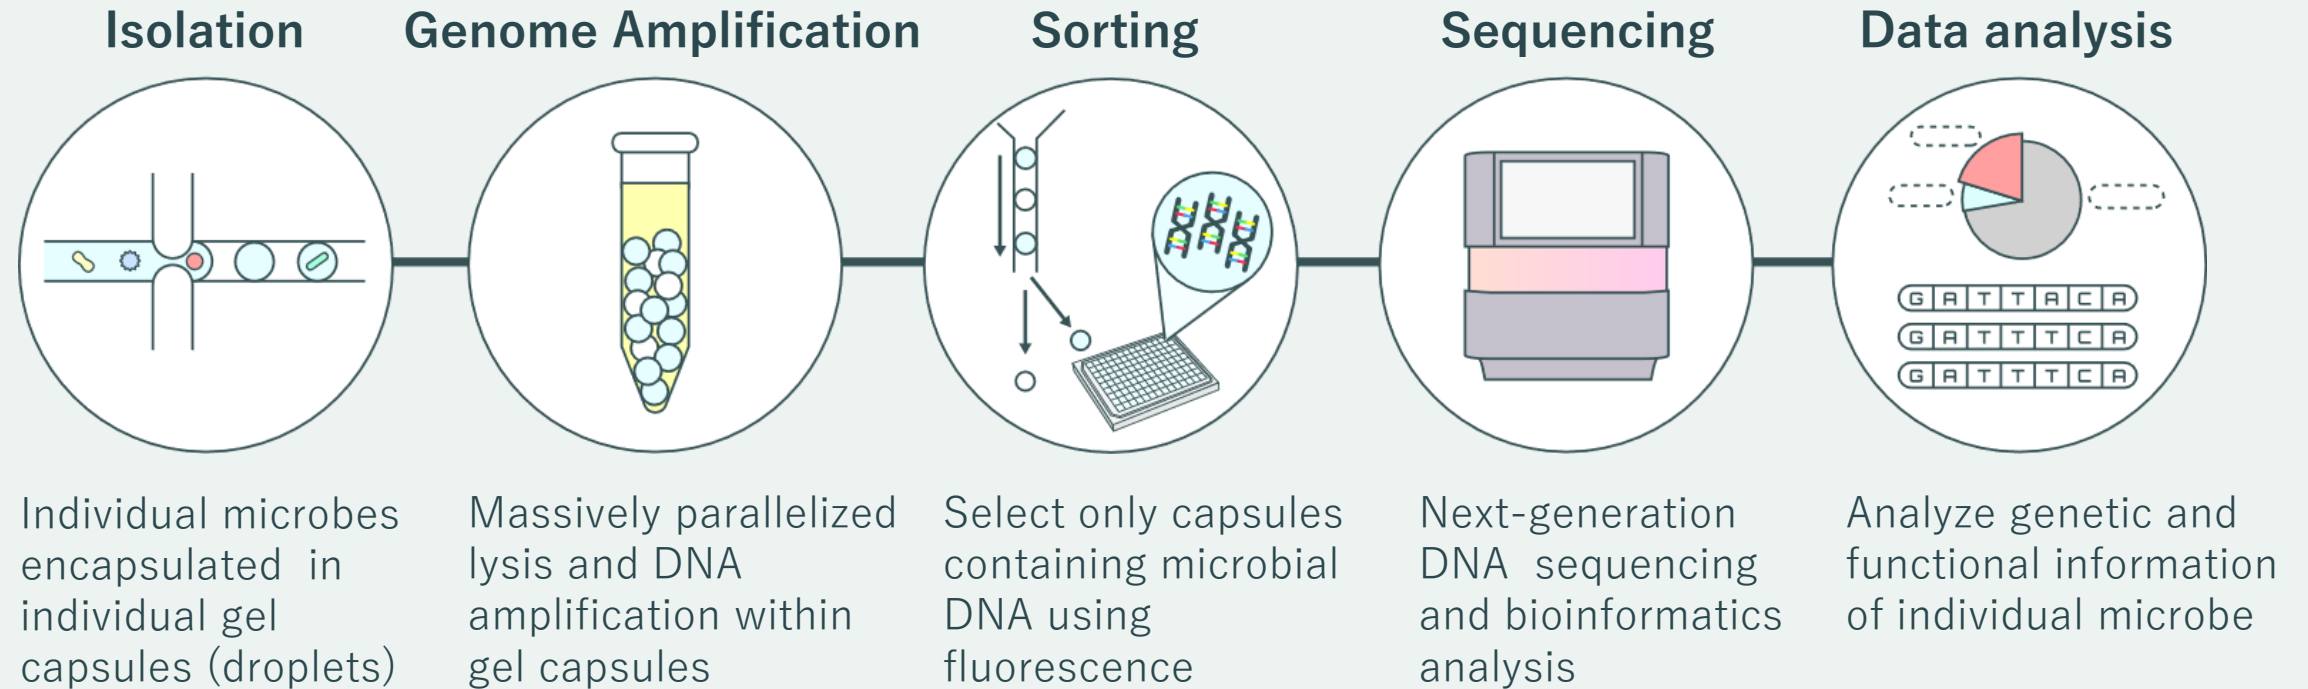 Isolation
Genome Amplification
Sorting
Sequencing
Data analysis
GATTACA
GATTTCA
GATTTCA
Individual microbes
encapsulated in
individual gel
capsules (droplets)
Massively parallelized
lysis and DNA
amplification within
gel capsules
Select only capsules
containing microbial
DNA using
fluorescence
Next-generation
DNA sequencing
and bioinformatics
analysis
Analyze genetic and
functional information
of individual microbe